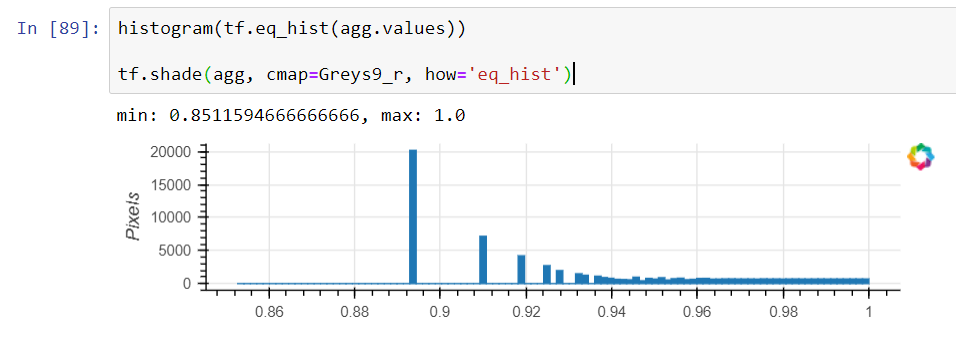 In [89]: histogram(tf.eq_hist(agg.values))
tf.shade(agg, cmap=Greys9_r, how='eq_hist')
min: 0.8511594666666666, max: 1.0
20000
15000
10000
5000
0
Pixels
0.86 0.88 0.9 0.92 0.94 0.96 0.98 1